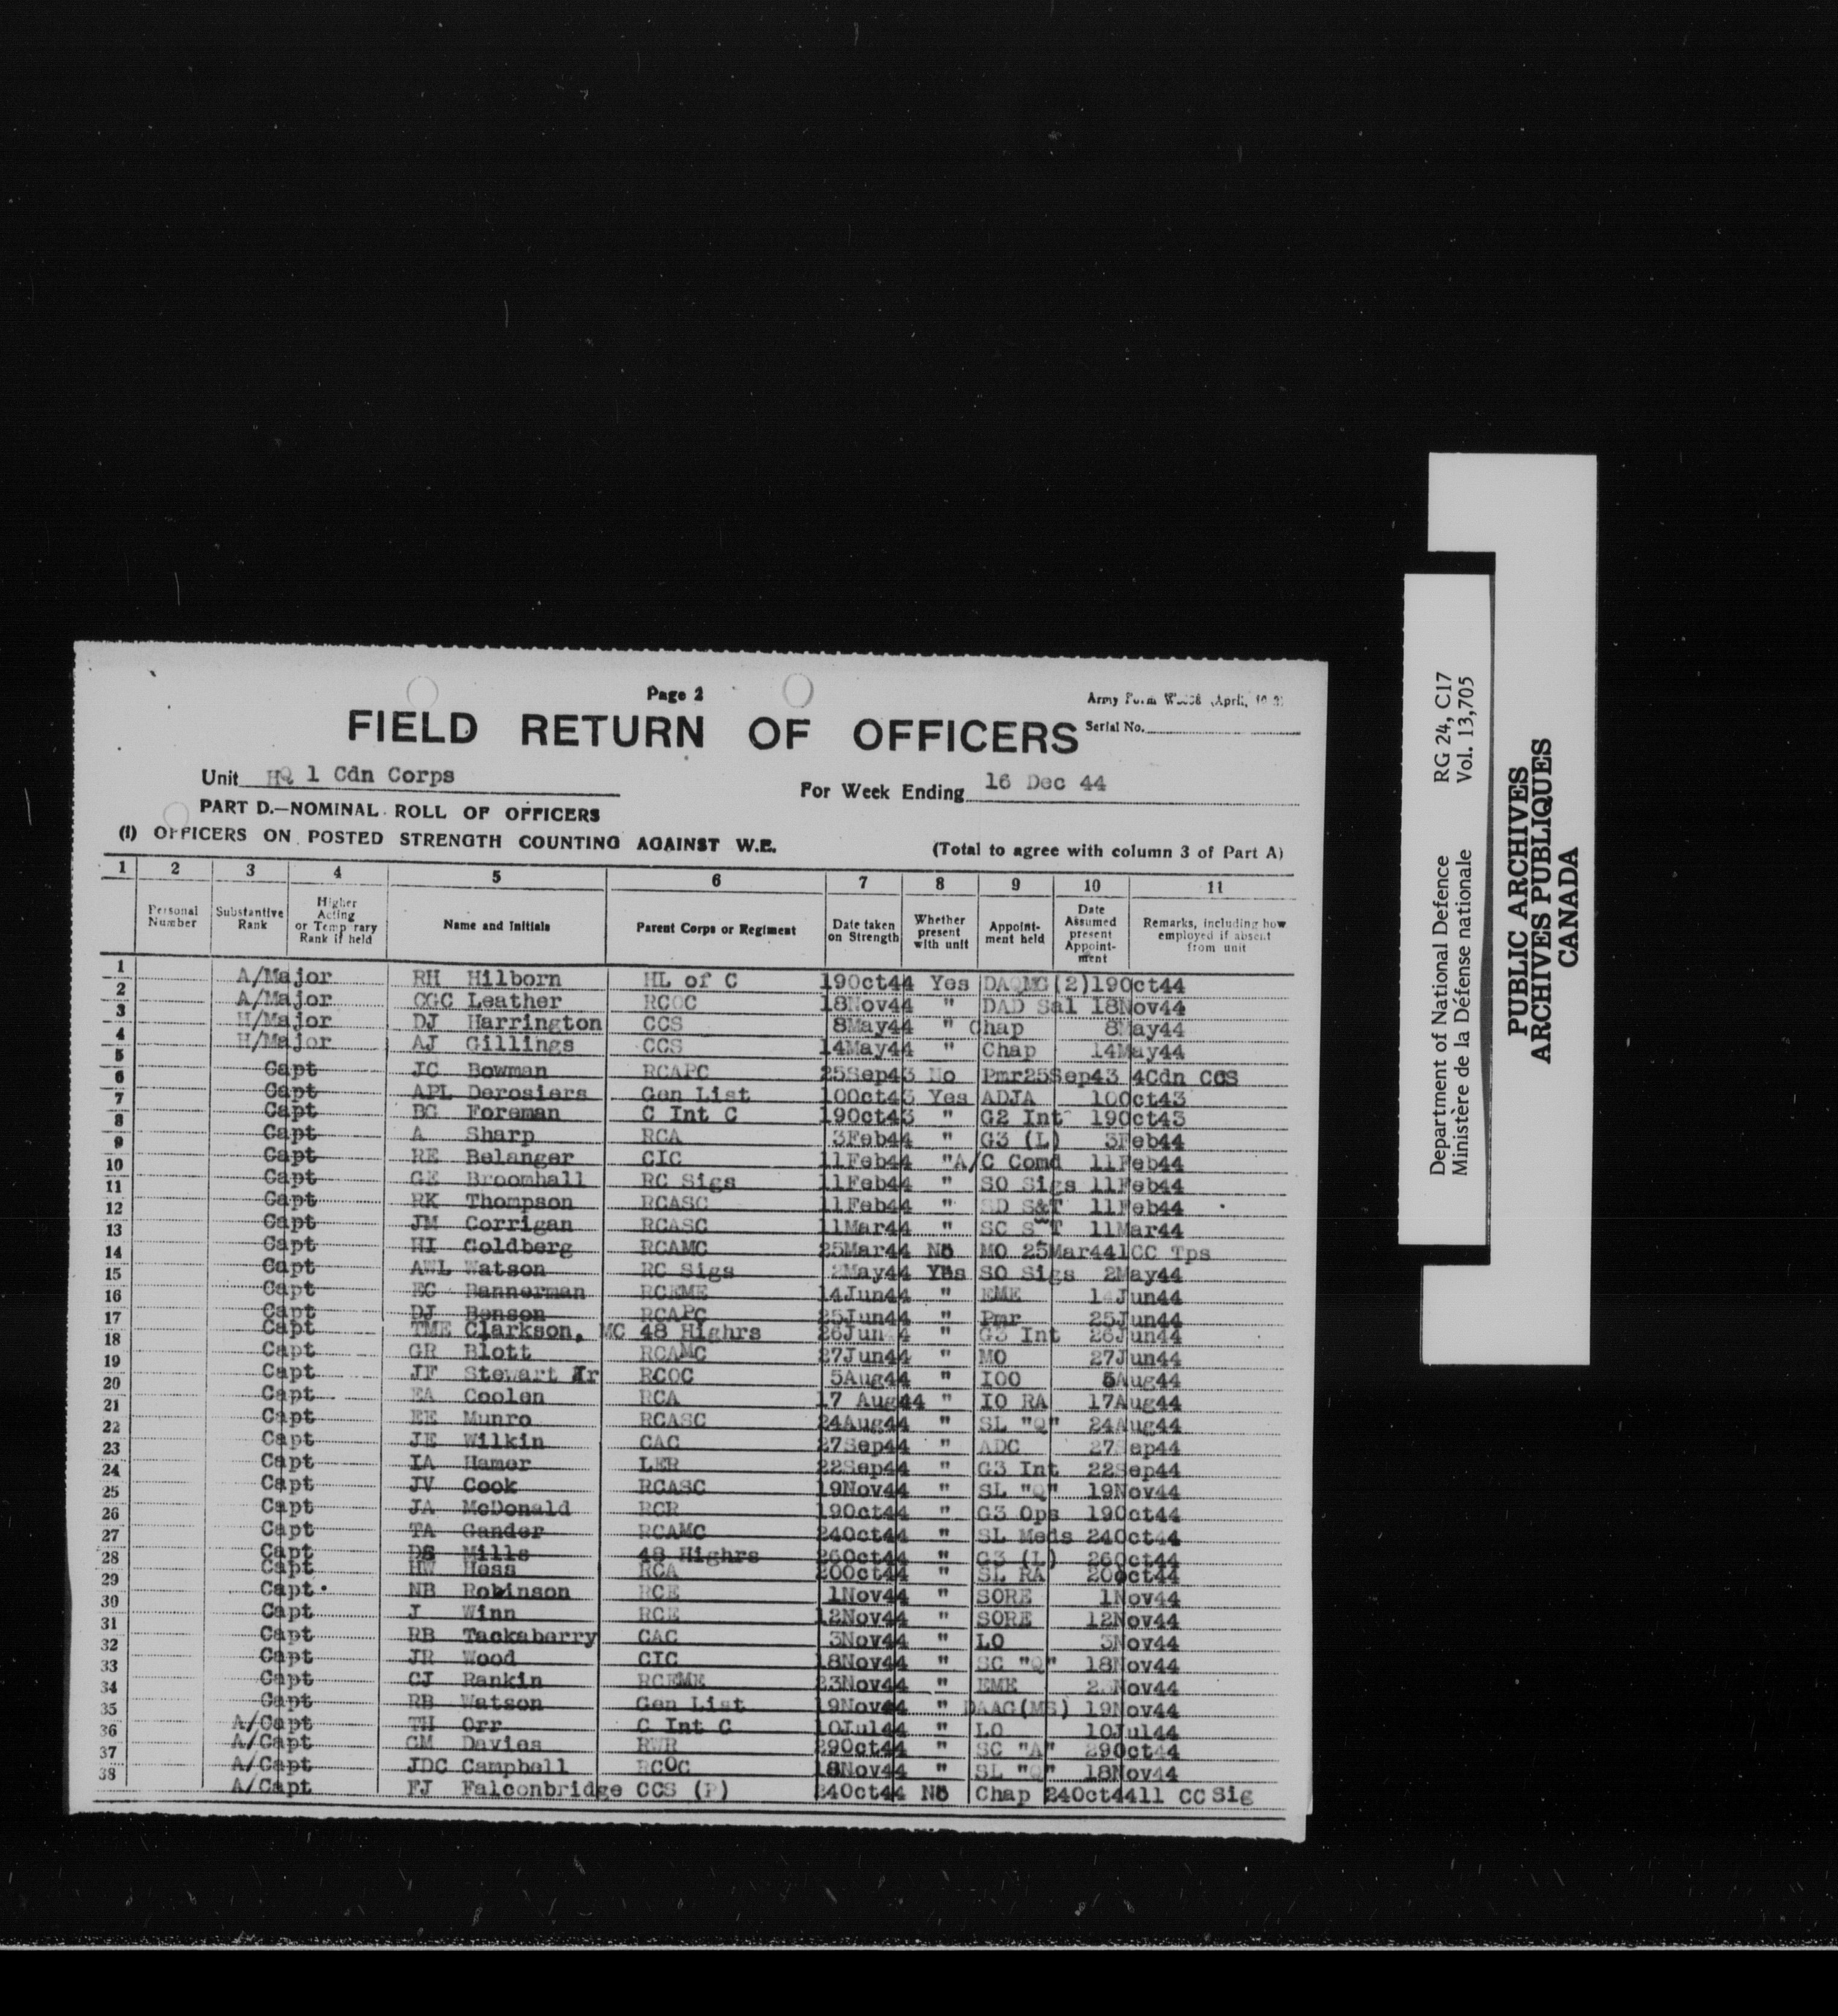 Page 2
Army Form
FIELD RETURN OF OFFICERS
Serial No.
Unit HQ 1 Cdn Corps
For Week Ending 16 Dec 44
PART D.—NOMINAL ROLL OF OFFICERS
(1) OFFICERS ON POSTED STRENGTH COUNTING AGAINST W.E. (Total to agree with column 3 of Part A)
1 2 3 4 5 6 7 8 9 10 11
Personal Number Substantive Rank Higher Acting or Temporary Rank if held Name and Initials Parent Corps or Regiment Date taken on Strength Whether present with unit Appoint-ment held Date Assumed present Appoint-ment Remarks, including how employed if absent from unit
1 A/Major RH Hilborn HL of C 19Oct44 Yes DAQMG(2) 19Oct44
2 A/Major CGC Leather RCOC 18Nov44 " DAD Sal 18Nov44
3 H/Major DJ Harrington CCS 8May44 " Chap 8May44
4 H/Major AJ Gillings CCS 14May44 " Chap 14May44
5 Capt JC Bowman RCAPC 25Sep43 No Pmr 25Sep43 4Cdn CCS
6 Capt APL Derosiers Gen List 10Oct43 Yes ADJA 10Oct43
7 Capt BG Foreman C Int C 19Oct43 " G2 Int 19Oct43
8 Capt A Sharp RCA 3Feb44 " G3 (L) 3Feb44
9 Capt RE Belanger CIC 11Feb44 " A/C Comd 11Feb44
10 Capt GE Broomhall RC Sigs 11Feb44 " SO Sigs 11Feb44
11 Capt RK Thompson RCASC 11Feb44 " SD S&T 11Feb44
12 Capt JM Corrigan RCASC 11Mar44 " SC S T 11Mar44
13 Capt HI Goldberg RCAMC 25Mar44 No MO 25Mar44 1CC Tps
14 Capt AWL Watson RC Sigs 2May44 Yes SO Sigs 2May44
15 Capt EG Bannerman RCEME 14Jun44 " EME 14Jun44
16 Capt DJ Benson RCAPC 25Jun44 " Pmr 25Jun44
17 Capt TME Clarkson, MC 48 Highrs 26Jun44 " G3 Int 26Jun44
18 Capt GR Blott RCAMC 27Jun44 " MO 27Jun44
19 Capt JF Stewart Jr RCOC 5Aug44 " IOO 5Aug44
20 Capt EA Coolen RCA 17 Aug44 " IO RA 17Aug44
21 Capt EE Munro RCASC 24Aug44 " SL "Q" 24Aug44
22 Capt JE Wilkin CAC 27Sep44 " ADC 27Sep44
23 Capt IA Hamer LER 22Sep44 " G3 Int 22Sep44
24 Capt JV Cook RCASC 19Nov44 " SL "Q" 19Nov44
25 Capt JA McDonald RCR 19Oct44 " G3 Ops 19Oct44
26 Capt TA Gander RCAMC 24Oct44 " SL Meds 24Oct44
27 Capt DS Mills 48 Highrs 26Oct44 " G3 (L) 26Oct44
28 Capt HW Hess RCA 20Oct44 " SL RA 20Oct44
29 Capt. NB Robinson RCE 1Nov44 " SORE 1Nov44
30 Capt J Winn RCE 12Nov44 " SORE 12Nov44
31 Capt RB Tackaberry CAC 3Nov44 " LO 3Nov44
32 Capt JR Wood CIC 18Nov44 " SC "Q" 18Nov44
33 Capt CJ Rankin RCEME 23Nov44 " EME 23Nov44
34 Capt RB Watson Gen List 19Nov44 " DAAG(MS) 19Nov44
35 A/Capt TH Orr C Int C 10Jul44 " LO 10Jul44
36 A/Capt GM Davies RWR 29Oct44 " SC "A" 29Oct44
37 A/Capt JDC Campbell RCOC 18Nov44 " SL "Q" 18Nov44
38 A/Capt FJ Falconbridge CCS (P) 24Oct44 No Chap 24Oct44 11 CC Sig
Department of National Defence RG 24, C17
Ministère de la Défense nationale Vol. 13,705
PUBLIC ARCHIVES
ARCHIVES PUBLIQUES
CANADA